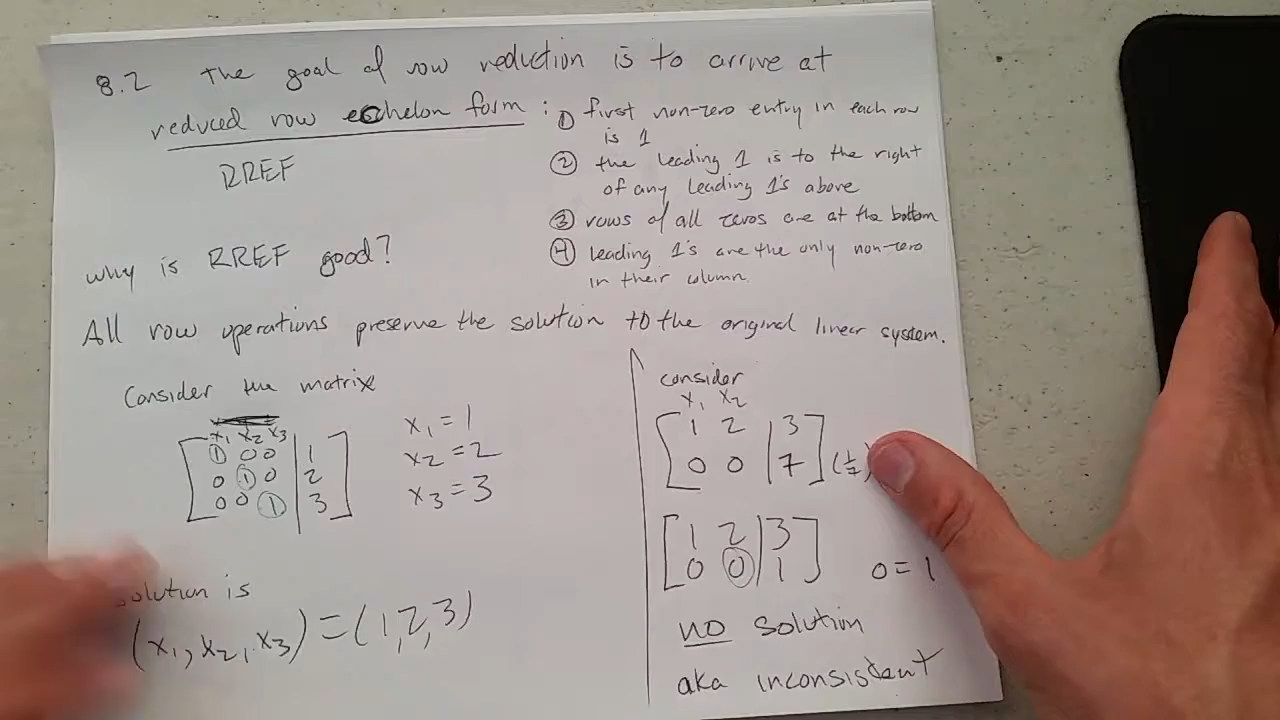 8.2 the goal of row reduction is to arrive at
reduced row echelon form :
RREF
① first non-zero entry in each row
is 1
② the leading 1 is to the right
of any leading 1's above
③ rows of all zeros are at the bottom
④ leading 1's are the only non-zero
in their column.
why is RREF good?
All row operations preserve the solution to the original linear system.
Consider the matrix
x₁ x₂ x₃
[ 1 0 0 | 1 ]
[ 0 1 0 | 2 ]
[ 0 0 1 | 3 ]
x₁ = 1
x₂ = 2
x₃ = 3
solution is
(x₁, x₂, x₃) = (1, 2, 3)
consider
x₁ x₂
[ 1 2 | 3 ]
[ 0 0 | 7 ]
[ 1 2 | 3 ]
[ 0 0 | 1 ] 0 = 1
no solution
aka inconsistent